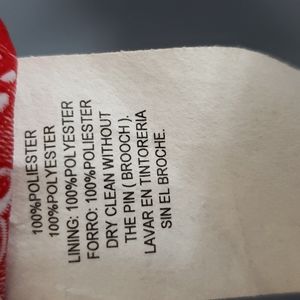 100%POLIESTER
100%POLYESTER
LINING: 100%POLYESTER
FORRO: 100%POLIESTER
DRY CLEAN WITHOUT
THE PIN ( BROOCH ).
LAVAR EN TINTORERIA
SIN EL BROCHE.